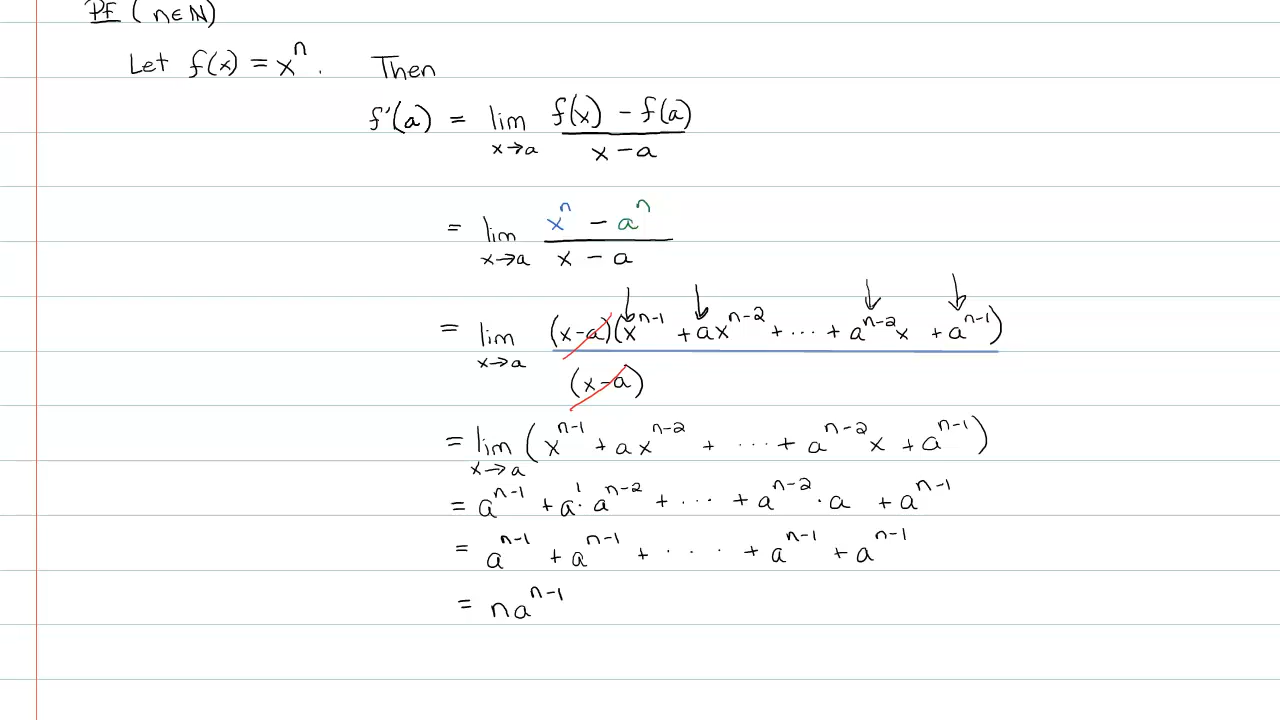 Pf (n∈ℕ)
Let f(x) = x^n. Then
f'(a) = lim_{x→a} (f(x) - f(a))/(x-a)
= lim_{x→a} (x^n - a^n)/(x - a)
= lim_{x→a} ((x-a)(x^{n-1} + ax^{n-2} + ··· + a^{n-2}x + a^{n-1}))/((x-a))
= lim_{x→a} (x^{n-1} + ax^{n-2} + ··· + a^{n-2}x + a^{n-1})
= a^{n-1} + a^1·a^{n-2} + ··· + a^{n-2}·a + a^{n-1}
= a^{n-1} + a^{n-1} + ···· + a^{n-1} + a^{n-1}
= na^{n-1}